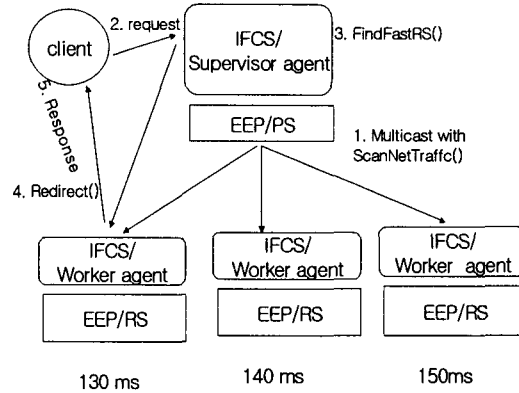 2. request
client
IFCS/
Supervisor agent
3. FindFastRS()
EEP/PS
5. Response
1. Multicast with
ScanNetTraffc()
4. Redirect()
IFCS/
Worker agent
IFCS/
Worker agent
IFCS/
Worker agent
EEP/RS
EEP/RS
EEP/RS
130 ms
140 ms
150ms